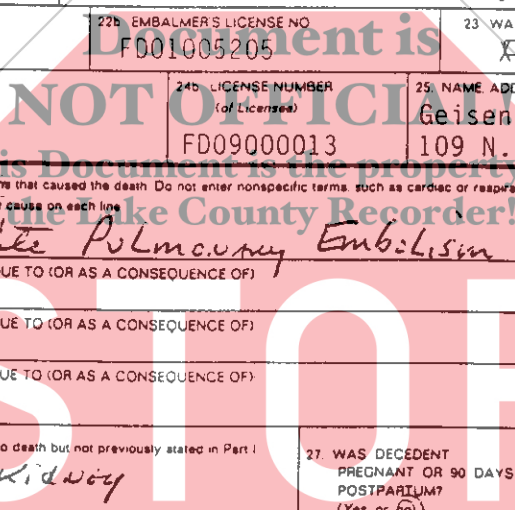 22b EMBALMER'S LICENSE NO
23 WA
FD01005205
Document is
24b LICENSE NUMBER
(of Licensee)
25. NAME, ADD
NOT OFFICIAL!
Geisen
FD09000013
109 N.
is Document is the property
ns that caused the death Do not enter nonspecific terms, such as cardiac or respira
cause on each line
the Lake County Recorder!
Pulmounry Embolism
UE TO (OR AS A CONSEQUENCE OF)
UE TO (OR AS A CONSEQUENCE OF)
UE TO (OR AS A CONSEQUENCE OF)
STOP
o death but not previously stated in Part I
27. WAS DECEDENT
PREGNANT OR 90 DAYS
POSTPARTUM?
(Yes or no)
Kidney